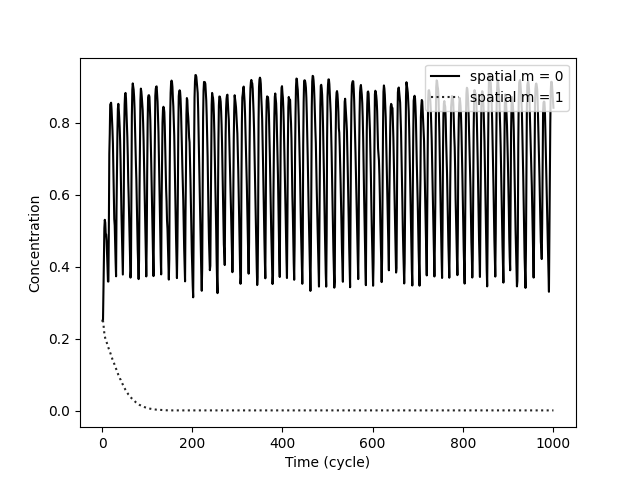 spatial m = 0
spatial m = 1
0.8
0.6
0.4
0.2
0.0
Concentration
0 200 400 600 800 1000
Time (cycle)